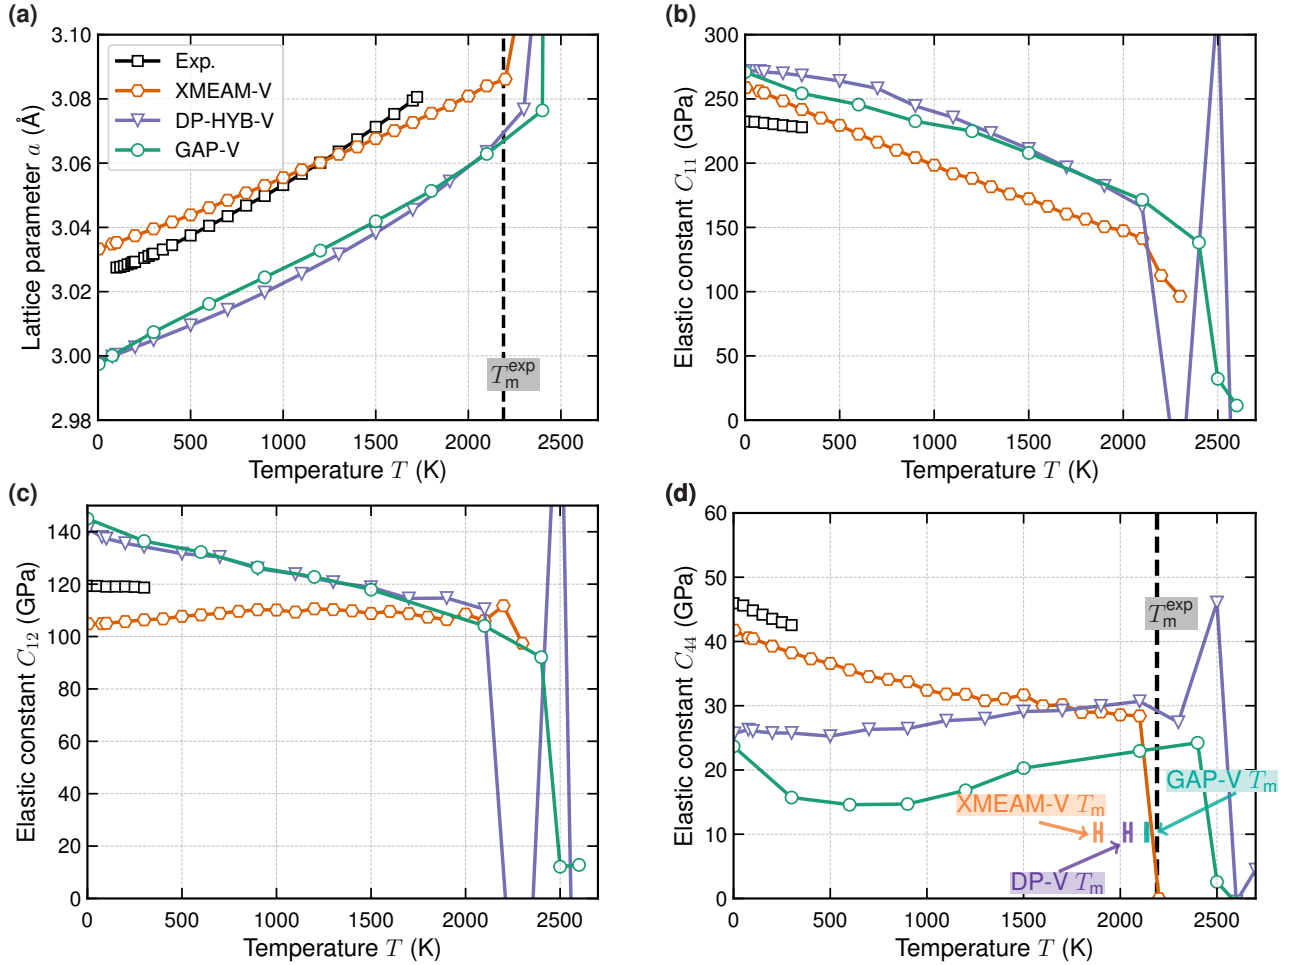 (a)
3.10
3.08
3.06
3.04
3.02
3.00
2.98
Lattice parameter a (Å)
Exp.
XMEAM-V
DP-HYB-V
GAP-V
T_m^exp
0 500 1000 1500 2000 2500
Temperature T (K)
(b)
300
250
200
150
100
50
0
Elastic constant C₁₁ (GPa)
0 500 1000 1500 2000 2500
Temperature T (K)
(c)
140
120
100
80
60
40
20
0
Elastic constant C₁₂ (GPa)
0 500 1000 1500 2000 2500
Temperature T (K)
(d)
60
50
40
30
20
10
0
Elastic constant C₄₄ (GPa)
T_m^exp
GAP-V T_m
XMEAM-V T_m
DP-V T_m
0 500 1000 1500 2000 2500
Temperature T (K)